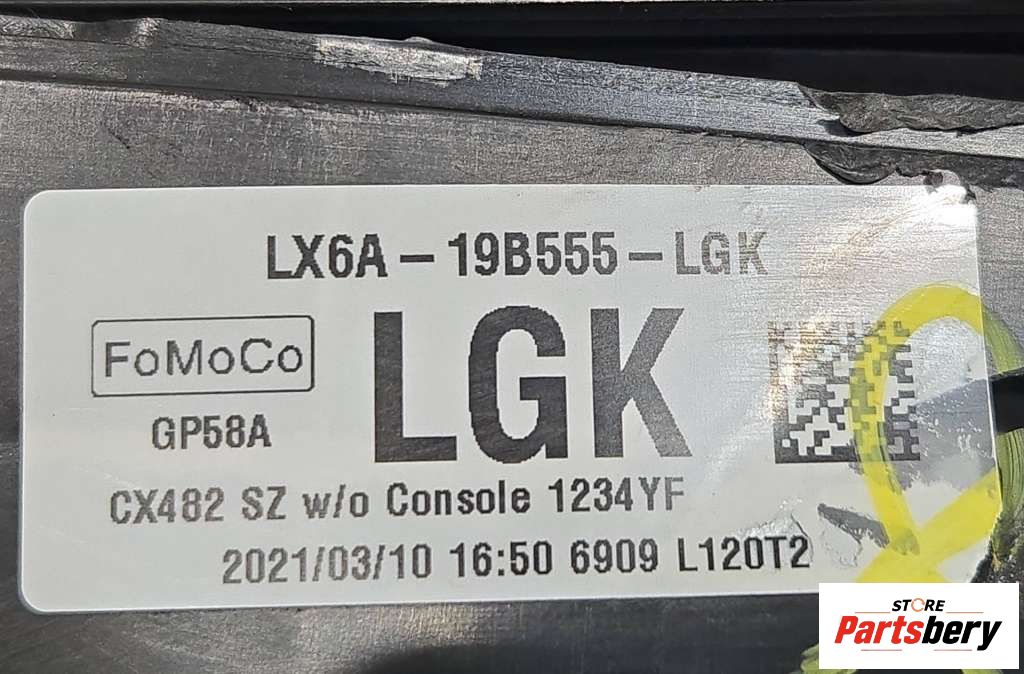 LX6A-19B555-LGK
FoMoCo
LGK
GP58A
CX482 SZ w/o Console 1234YF
2021/03/10 16:50 6909 L120T2
STORE
Partsbery